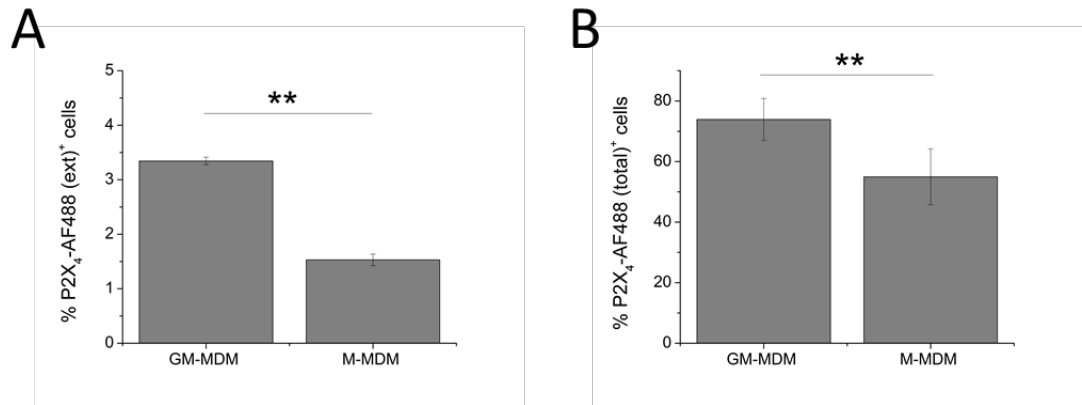 A
% P2X₄-AF488 (ext)⁺ cells
5
4
3
2
1
0
**
GM-MDM
M-MDM
B
% P2X₄-AF488 (total)⁺ cells
80
60
40
20
0
**
GM-MDM
M-MDM